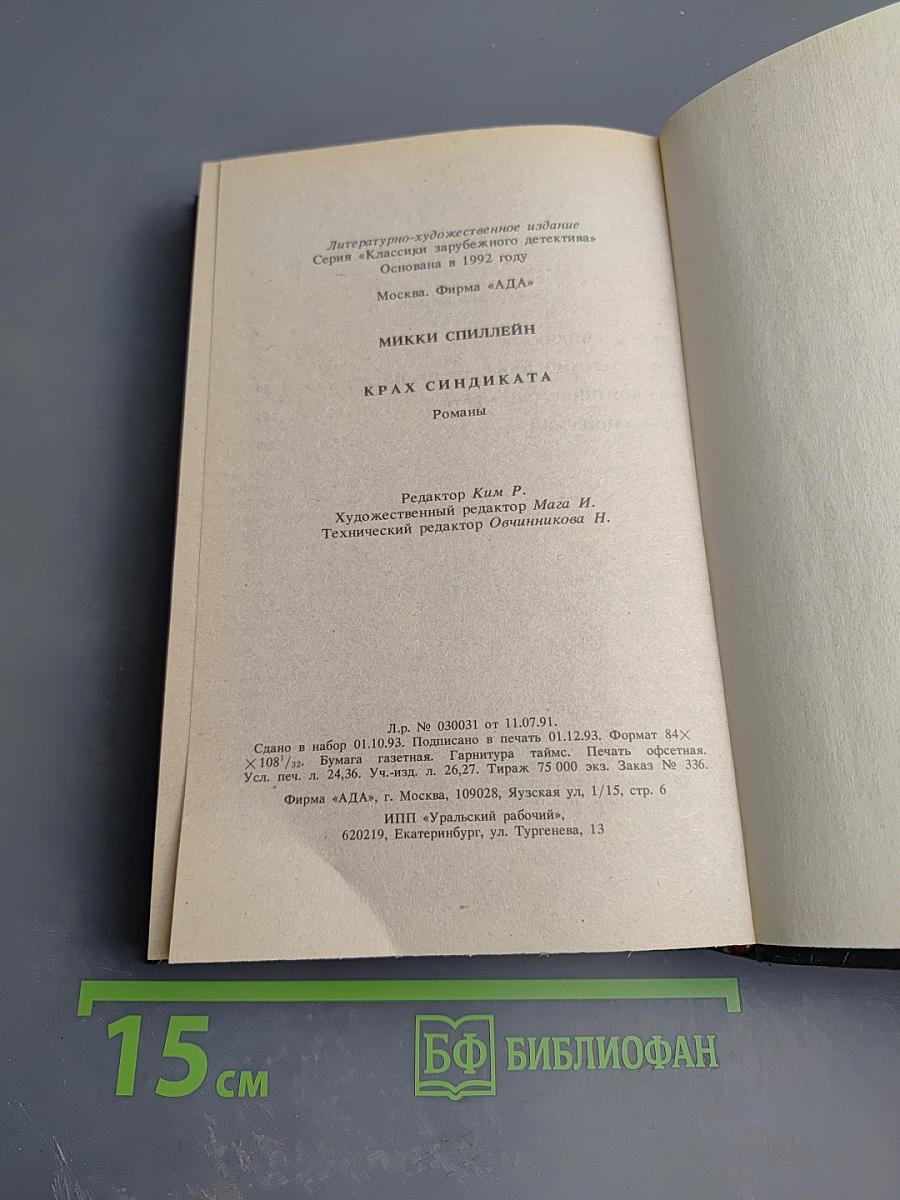 Литературно-художественное издание
Серия «Классики зарубежного детектива»
Основана в 1992 году
Москва. Фирма «АДА»
МИККИ СПИЛЛЕЙН
КРАХ СИНДИКАТА
Романы
Редактор Ким Р.
Художественный редактор Мага И.
Технический редактор Овчинникова Н.
Л.р. № 030031 от 11.07.91.
Сдано в набор 01.10.93. Подписано в печать 01.12.93. Формат 84×
×108¹/₃₂. Бумага газетная. Гарнитура таймс. Печать офсетная.
Усл. печ. л. 24,36. Уч.-изд. л. 26,27. Тираж 75 000 экз. Заказ № 336.
Фирма «АДА», г. Москва, 109028, Яузская ул, 1/15, стр. 6
ИПП «Уральский рабочий»,
620219, Екатеринбург, ул. Тургенева, 13
15 см
БФ БИБЛИОФАН